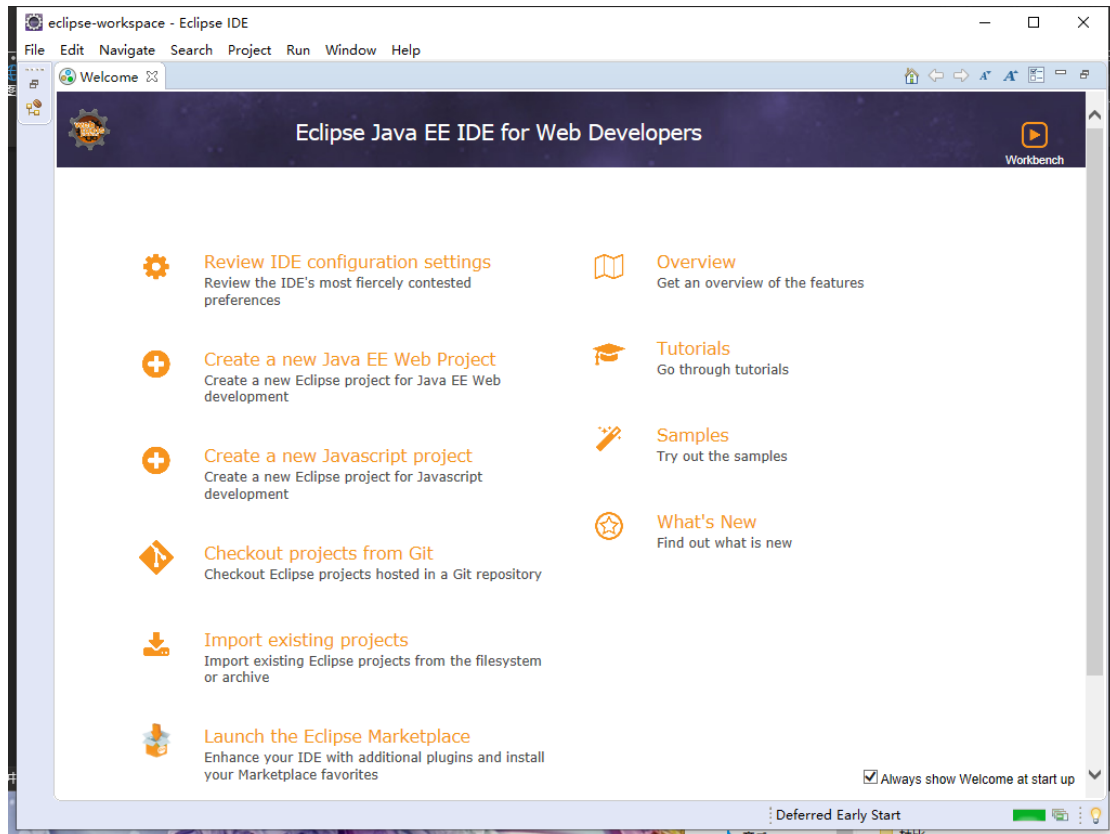 eclipse-workspace - Eclipse IDE
File Edit Navigate Search Project Run Window Help
Welcome
Eclipse Java EE IDE for Web Developers
Workbench
Review IDE configuration settings
Review the IDE's most fiercely contested
preferences
Create a new Java EE Web Project
Create a new Eclipse project for Java EE Web
development
Create a new Javascript project
Create a new Eclipse project for Javascript
development
Checkout projects from Git
Checkout Eclipse projects hosted in a Git repository
Import existing projects
Import existing Eclipse projects from the filesystem
or archive
Launch the Eclipse Marketplace
Enhance your IDE with additional plugins and install
your Marketplace favorites
Overview
Get an overview of the features
Tutorials
Go through tutorials
Samples
Try out the samples
What's New
Find out what is new
Always show Welcome at start up
Deferred Early Start